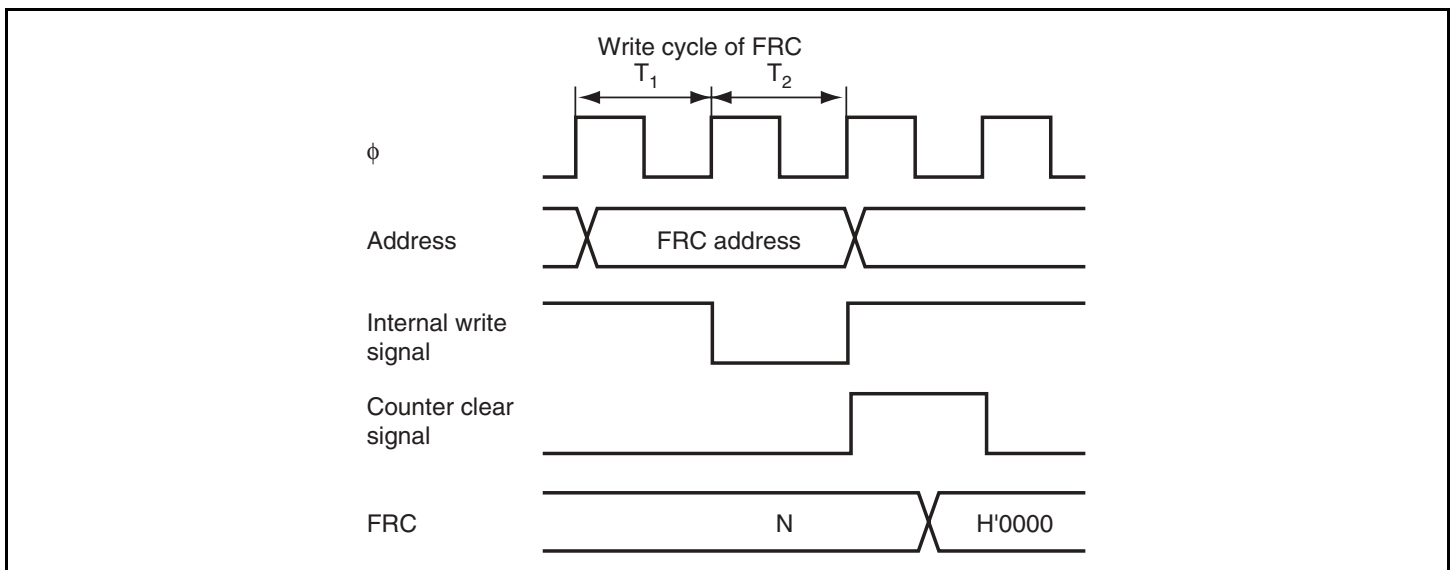 Write cycle of FRC
T1 T2
ϕ
Address
FRC address
Internal write
signal
Counter clear
signal
FRC
N
H'0000